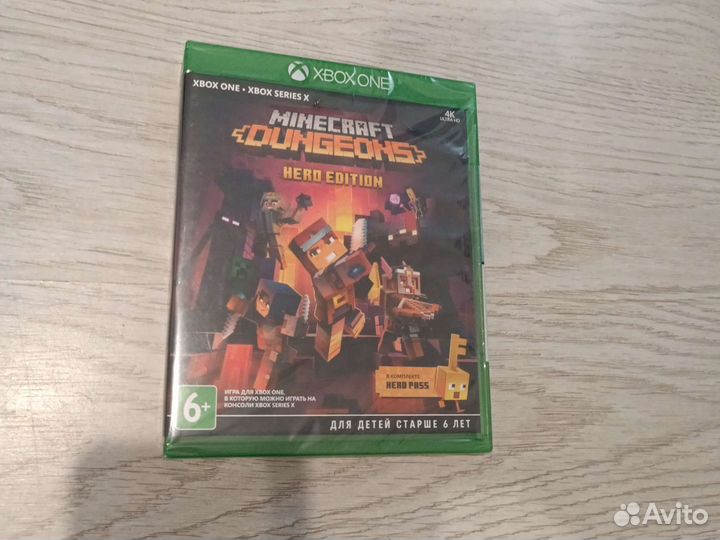 XBOX ONE
XBOX ONE • XBOX SERIES X
4K
ULTRA HD
MINECRAFT
DUNGEONS
HERO EDITION
В КОМПЛЕКТЕ
HERO PASS
ИГРА ДЛЯ XBOX ONE,
В КОТОРУЮ МОЖНО ИГРАТЬ НА
КОНСОЛИ XBOX SERIES X
6+
ДЛЯ ДЕТЕЙ СТАРШЕ 6 ЛЕТ
Avito